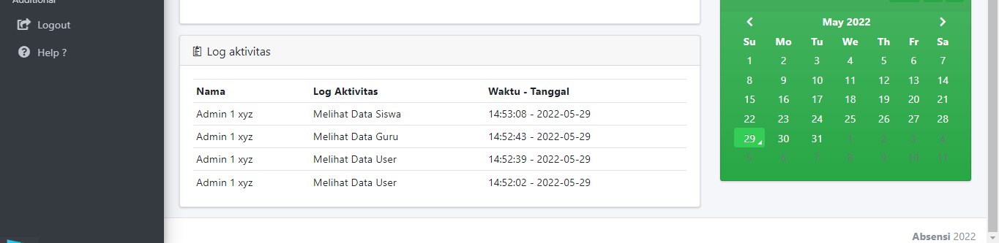 Additional
Logout
Help ?
Log aktivitas
Nama Log Aktivitas Waktu - Tanggal
Admin 1 xyz Melihat Data Siswa 14:53:08 - 2022-05-29
Admin 1 xyz Melihat Data Guru 14:52:43 - 2022-05-29
Admin 1 xyz Melihat Data User 14:52:39 - 2022-05-29
Admin 1 xyz Melihat Data User 14:52:02 - 2022-05-29
May 2022
Su Mo Tu We Th Fr Sa
1 2 3 4 5 6 7
8 9 10 11 12 13 14
15 16 17 18 19 20 21
22 23 24 25 26 27 28
29 30 31 1 2 3 4
5 6 7 8 9 10 11
Absensi 2022